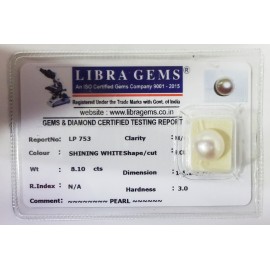 LIBRA GEMS
An ISO Certified Gems Company 9001 - 2015
Registered Under the Trade Marks with Govt. of India
website : www.libragems.co.in
GEMS & DIAMOND CERTIFIED TESTING REPORT
ReportNo: LP 753 Clarity
Colour : SHINING WHITE Shape/cut
Wt : 8.10 cts Dimension
R.Index : N/A Hardness : 3.0
Comment : ~~~~~~~~ PEARL ~~~~~~~~